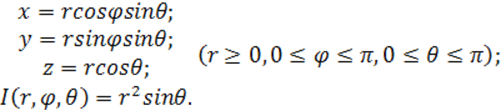 x = rcosφsinθ;
y = rsinφsinθ;
(r ≥ 0,0 ≤ φ ≤ π,0 ≤ θ ≤ π);
z = rcosθ;
I(r,φ,θ) = r²sinθ.